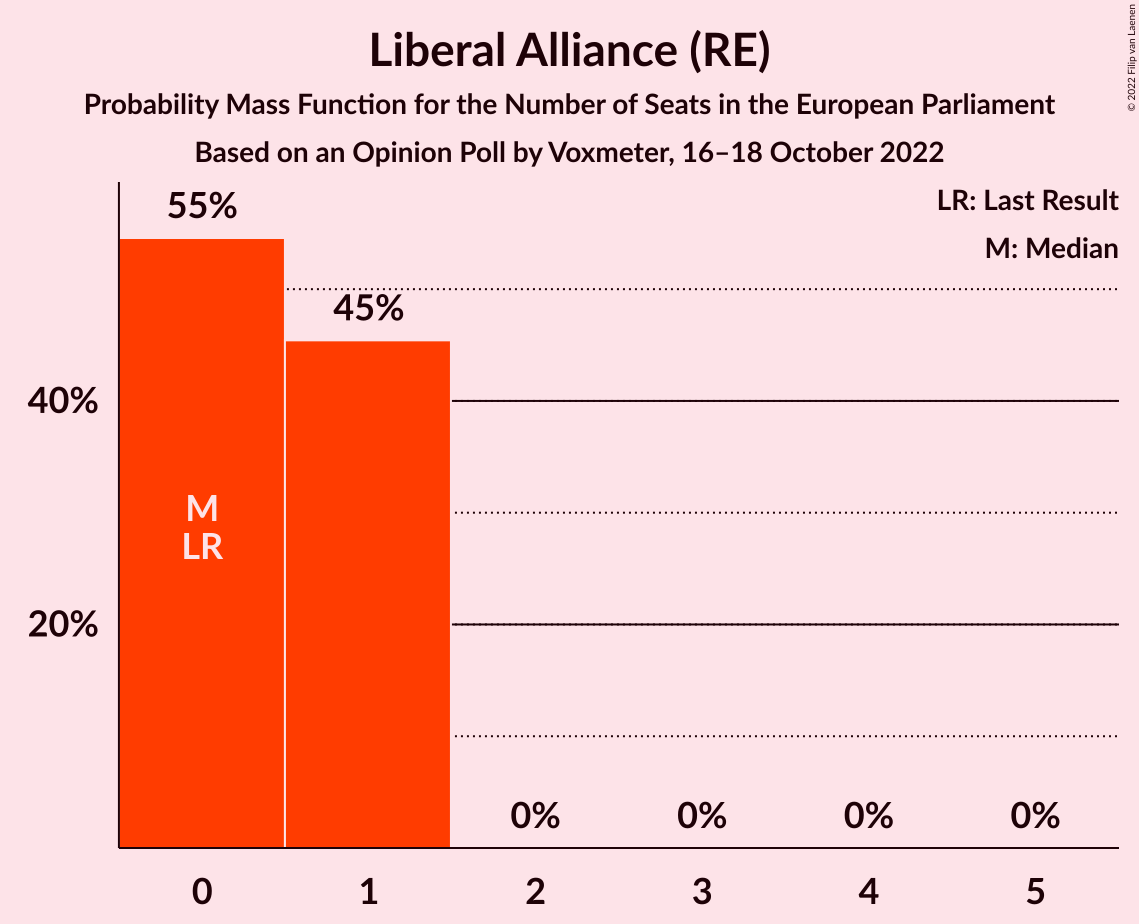 Liberal Alliance (RE)
Probability Mass Function for the Number of Seats in the European Parliament
Based on an Opinion Poll by Voxmeter, 16–18 October 2022
© 2022 Filip van Laenen
LR: Last Result
M: Median
55%
45%
40%
20%
M
LR
0%
0%
0%
0%
0
1
2
3
4
5